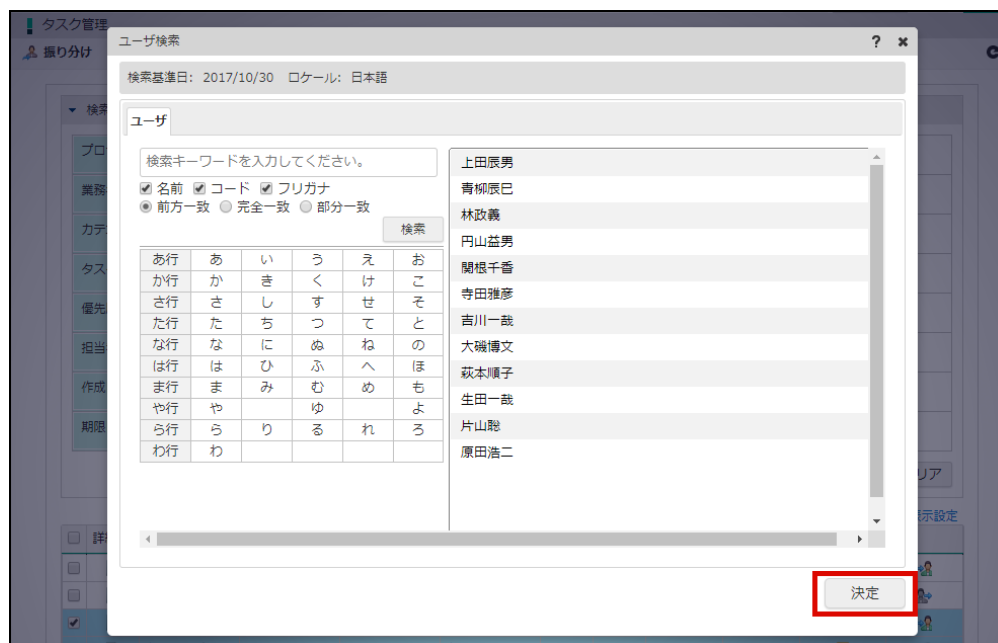 タスク管理
振り分け
ユーザ検索 ?
検索基準日: 2017/10/30 ロケール: 日本語
ユーザ
検索キーワードを入力してください。
名前 コード フリガナ
前方一致 完全一致 部分一致
検索
あ行 あ い う え お
か行 か き く け こ
さ行 さ し す せ そ
た行 た ち つ て と
な行 な に ぬ ね の
は行 は ひ ふ へ ほ
ま行 ま み む め も
や行 や ゆ よ
ら行 ら り る れ ろ
わ行 わ
上田辰男
青柳辰巳
林政義
円山益男
関根千香
寺田雅彦
吉川一哉
大磯博文
萩本順子
生田一哉
片山聡
原田浩二
決定
検索
プロ
業務
カテ
タス
優先
担当
作成
期限
リア
表示設定